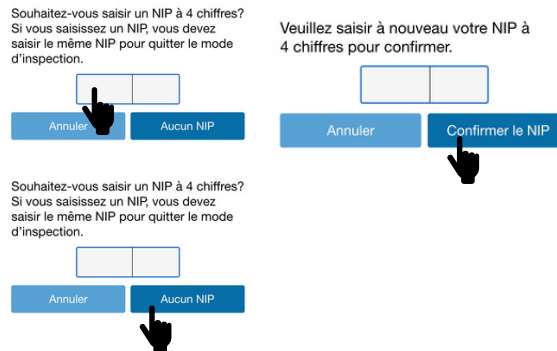 Souhaitez-vous saisir un NIP à 4 chiffres?
Si vous saisissez un NIP, vous devez
saisir le même NIP pour quitter le mode
d'inspection.
Annuler
Aucun NIP
Veuillez saisir à nouveau votre NIP à
4 chiffres pour confirmer.
Annuler
Confirmer le NIP
Souhaitez-vous saisir un NIP à 4 chiffres?
Si vous saisissez un NIP, vous devez
saisir le même NIP pour quitter le mode
d'inspection.
Annuler
Aucun NIP